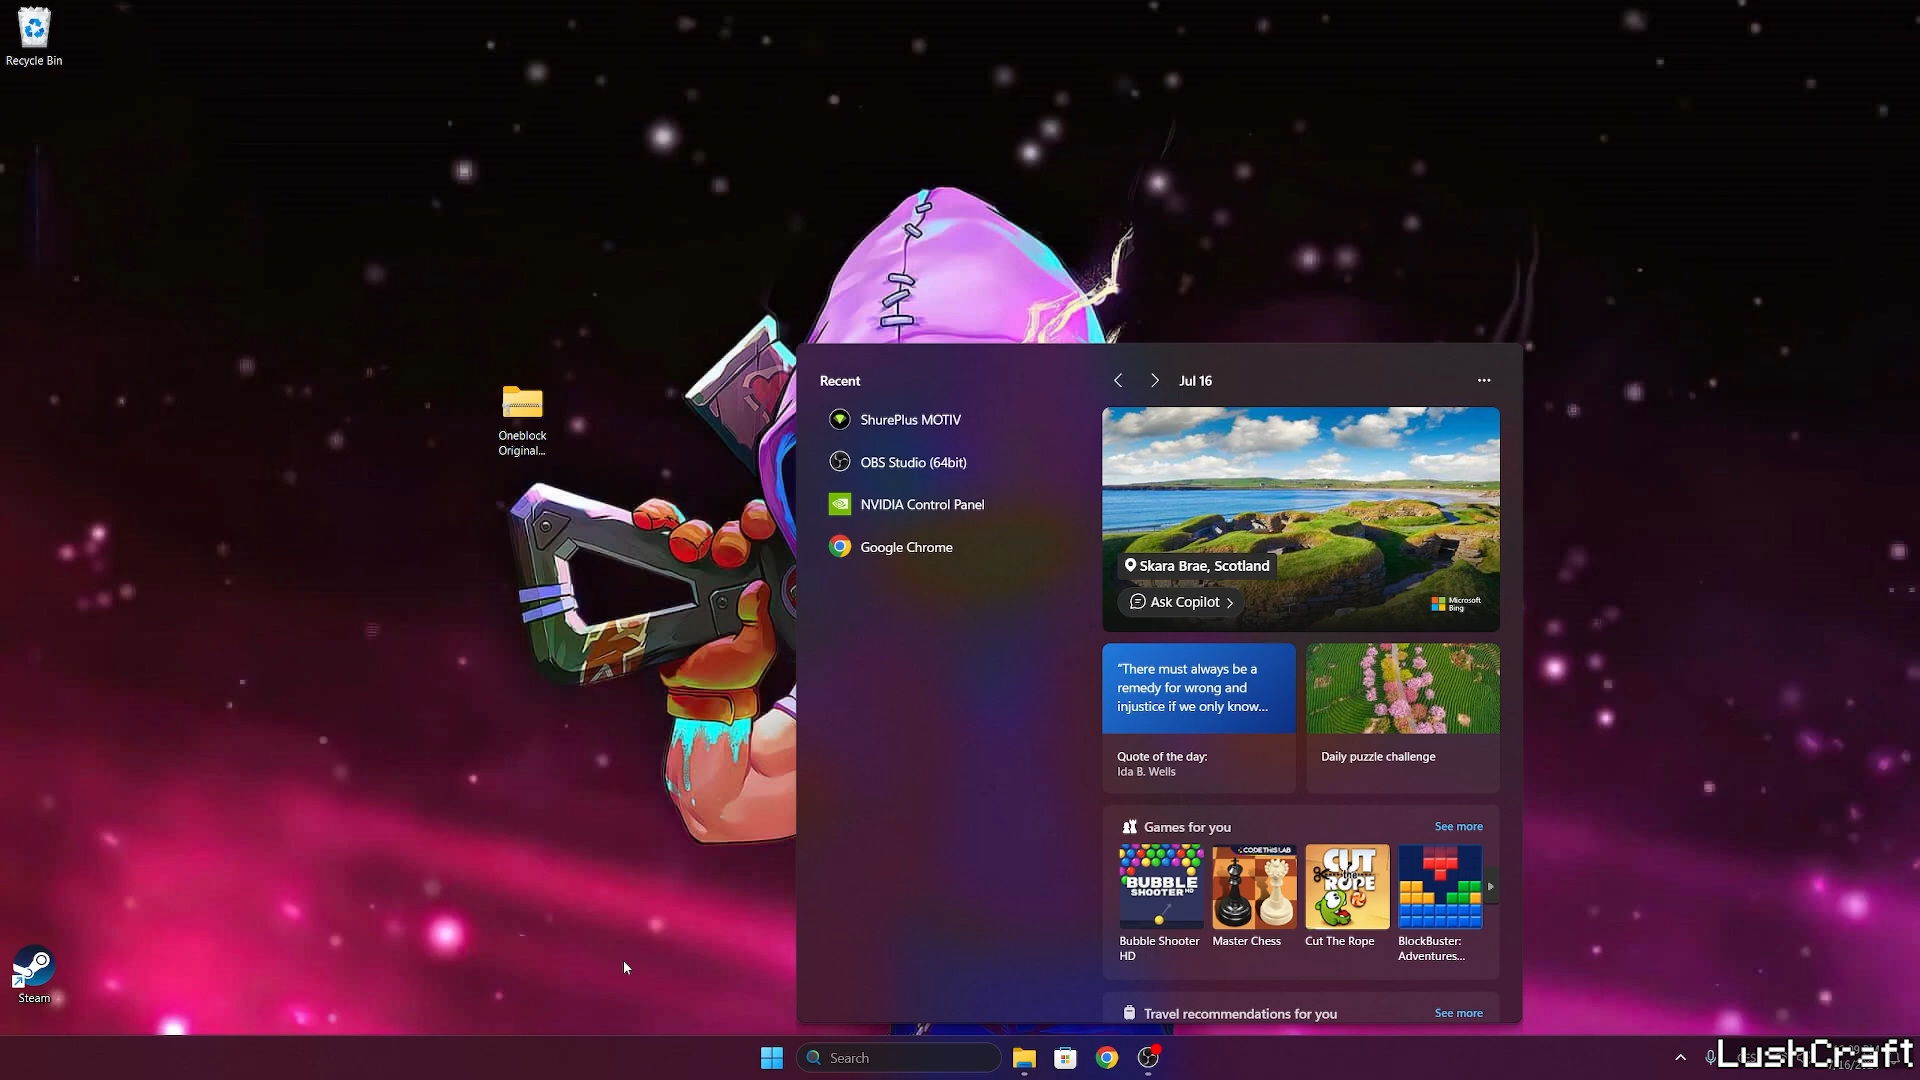 Recycle Bin
Oneblock
Original...
Steam
Recent
ShurePlus MOTIV
OBS Studio (64bit)
NVIDIA Control Panel
Google Chrome
Jul 16
Skara Brae, Scotland
Ask Copilot
Microsoft
Bing
"There must always be a
remedy for wrong and
injustice if we only know...
Quote of the day:
Ida B. Wells
Daily puzzle challenge
Games for you
See more
CODETHISLAB
BUBBLE
SHOOTER HD
CUT
the
ROPE
Bubble Shooter
HD
Master Chess
Cut The Rope
BlockBuster:
Adventures...
Travel recommendations for you
See more
Search
LushCraft